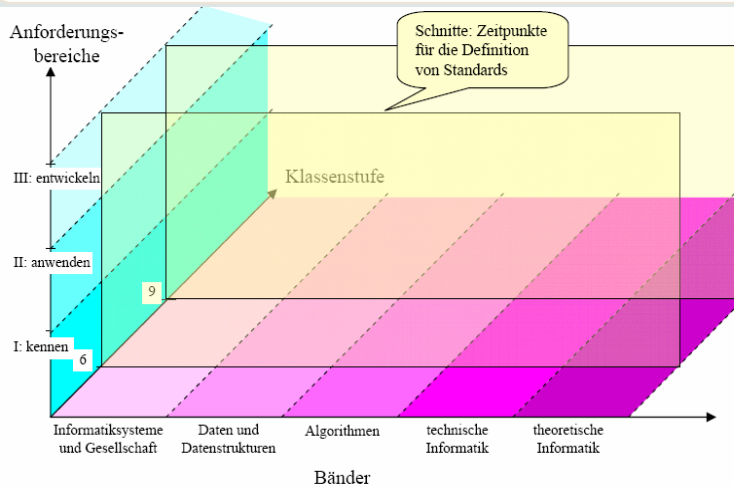 Anforderungs-
bereiche
Schnitte: Zeitpunkte
für die Definition
von Standards
Klassenstufe
III: entwickeln
II: anwenden
9
I: kennen
6
Informatiksysteme
und Gesellschaft
Daten und
Datenstrukturen
Algorithmen
technische
Informatik
theoretische
Informatik
Bänder